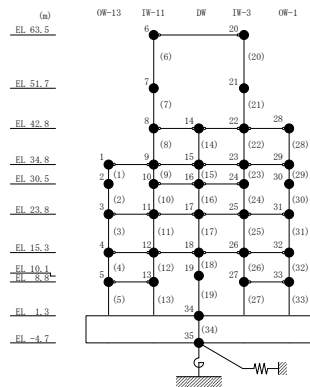 (m) OW-13 IW-11 DW IW-3 OW-1
EL 63.5 6 20
(6) (20)
EL 51.7 7 21
(7) (21)
EL 42.8 8 14 22 28
(8) (14) (22) (28)
EL 34.8 1 9 15 23 29
(1) (9) (15) (23) (29)
EL 30.5 2 10 16 24 30
(2) (10) (16) (24) (30)
EL 23.8 3 11 17 25 31
(3) (11) (17) (25) (31)
EL 15.3 4 12 18 26 32
(4) (12) (18) (26) (32)
EL 10.1 19
EL 8.8 5 13 27 33
(5) (13) (19) (27) (33)
EL 1.3 34
(34)
EL -4.7 35